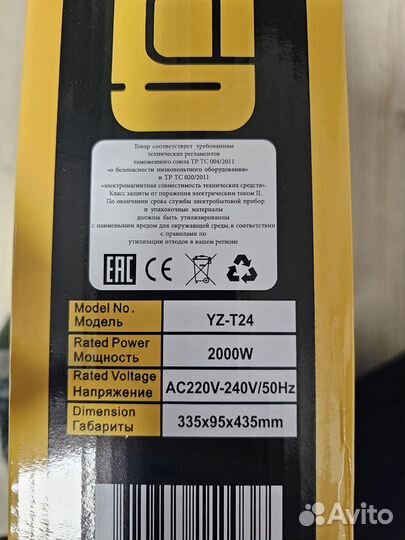 Товар соответствует требованиям
технических регламентов
таможенного союза ТР ТС 004/2011
«о безопасности низковольтного оборудования»
и ТР ТС 020/2011
«электромагнитная совместимость технических средств».
Класс защиты от поражения электрическим током II.
По окончании срока службы электробытовой прибор
и упаковочные материалы
должны быть утилизированны
с наименьшим вредом для окружающей среды, в соответствии
с правилами по
утилизации отходов в вашем регионе
EAC CE
Model No.
Модель
YZ-T24
Rated Power
Мощность
2000W
Rated Voltage
Напряжение
AC220V-240V/50Hz
Dimension
Габариты
335x95x435mm
Avito